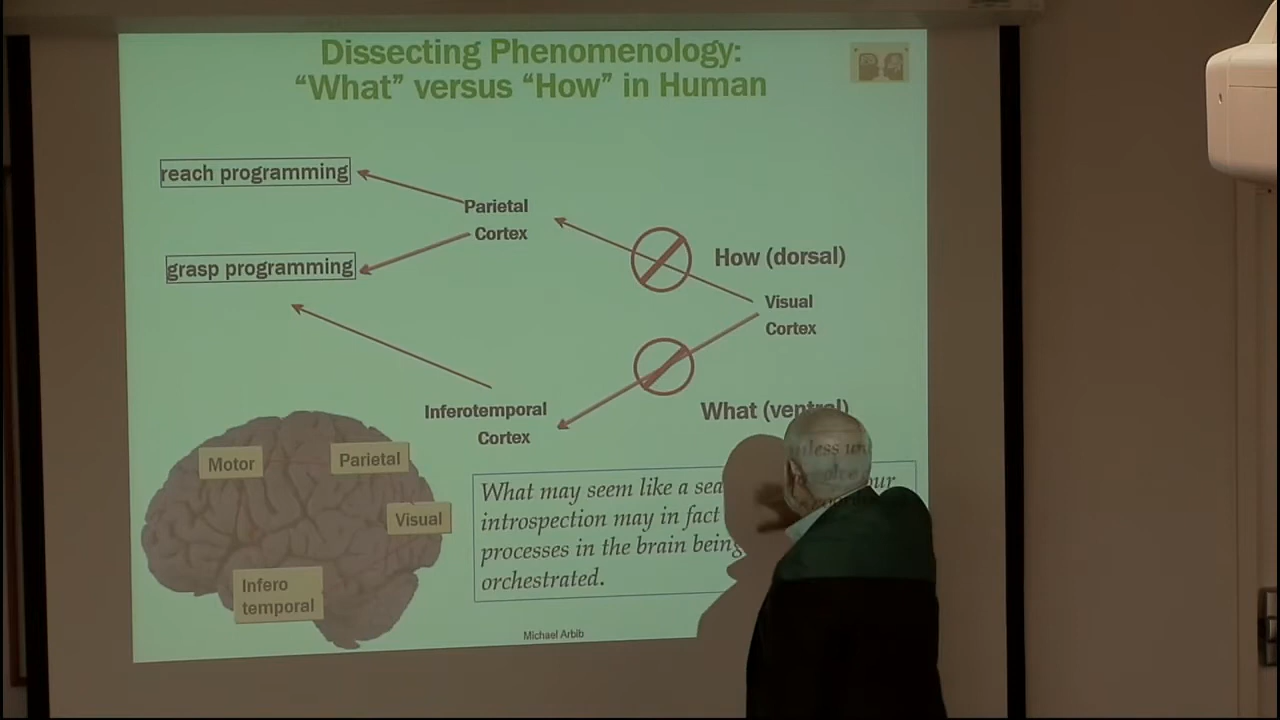 Dissecting Phenomenology:
“What” versus “How” in Human
reach programming
Parietal
Cortex
grasp programming
How (dorsal)
Visual
Cortex
Inferotemporal
Cortex
What (ventral)
Motor
Parietal
Visual
Infero
temporal
What may seem like a
introspection may in fact
processes in the brain being
orchestrated.
Michael Arbib